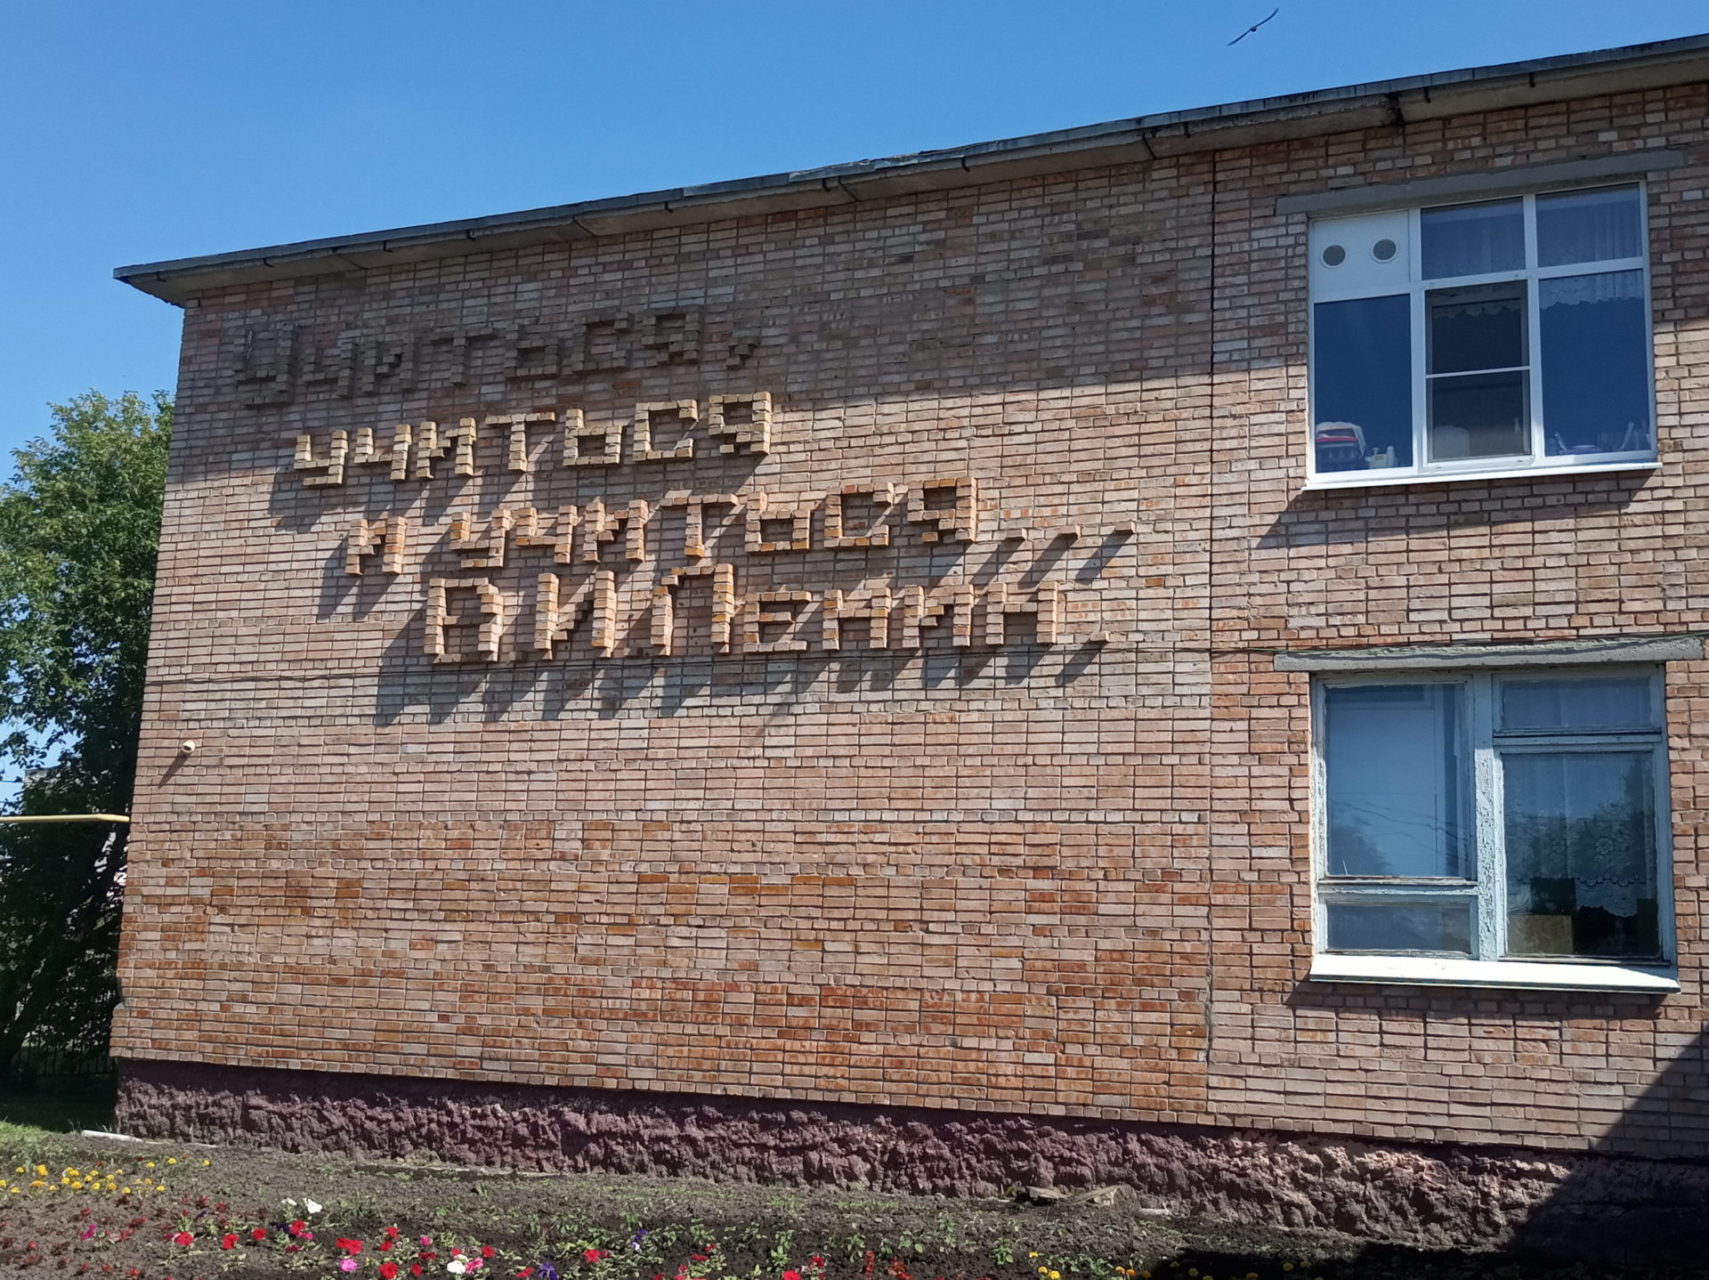 Учиться,
учиться
и учиться...
В И Ленин